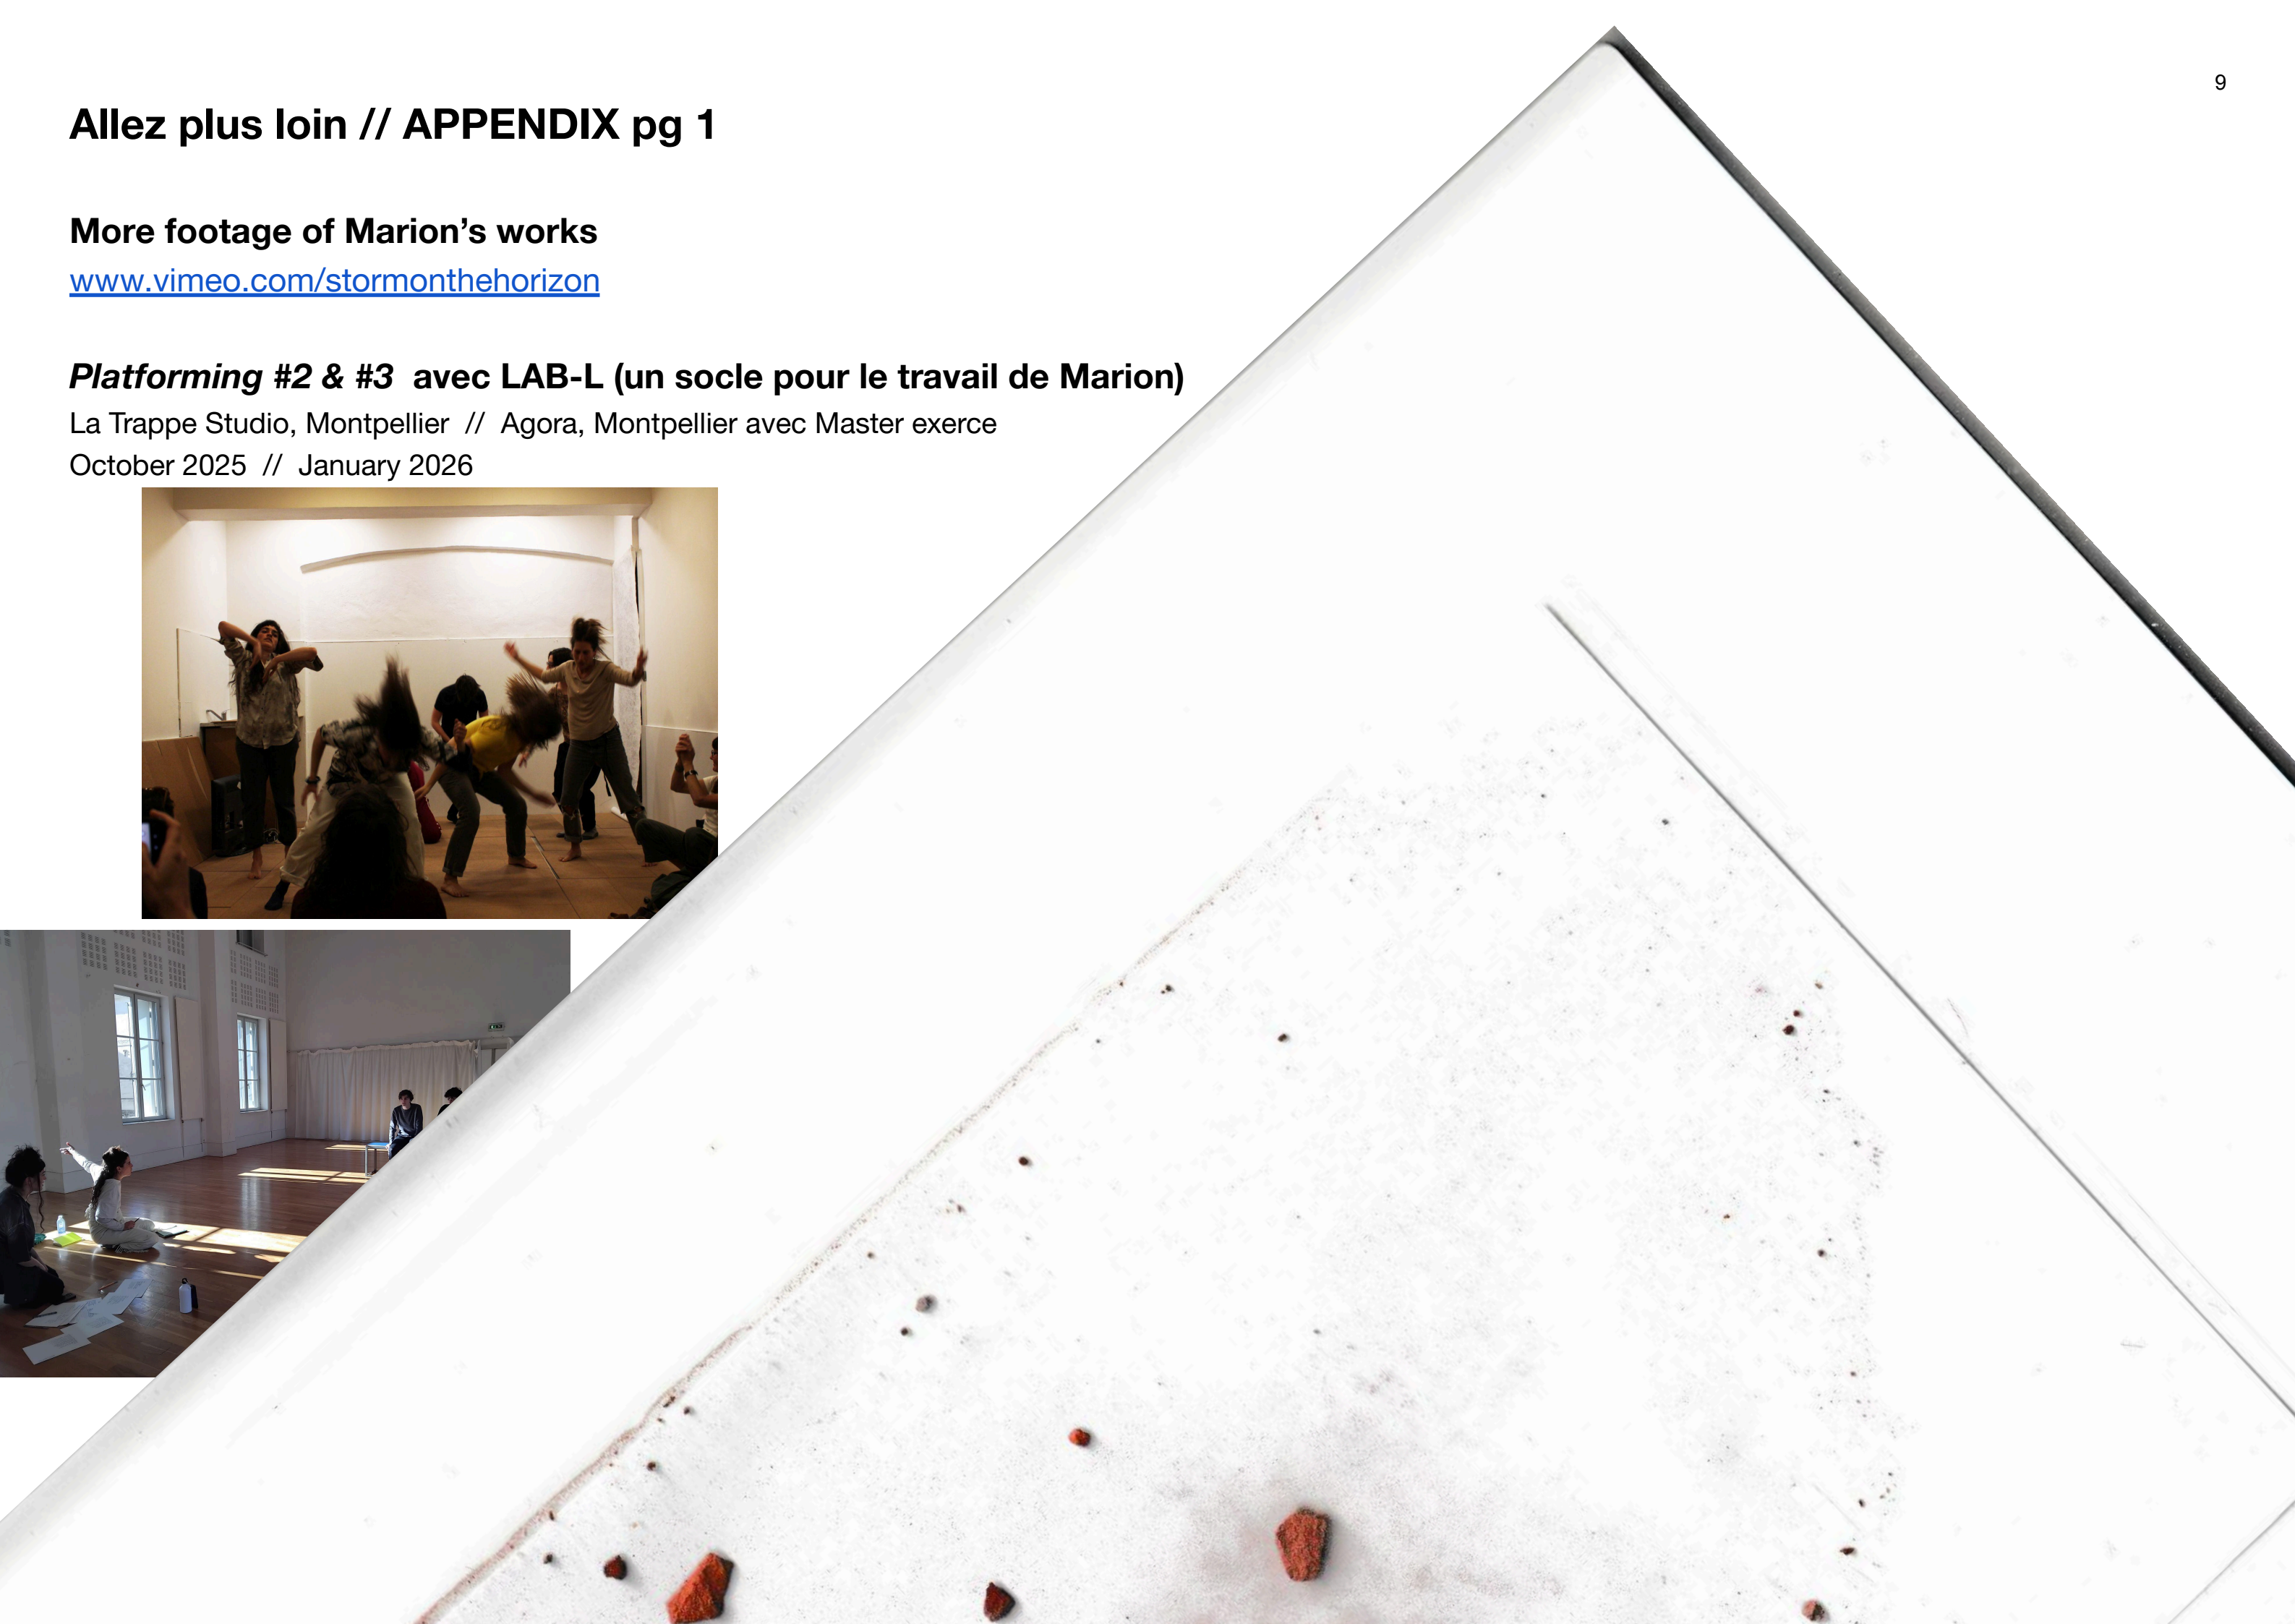 9
Allez plus loin // APPENDIX pg 1
More footage of Marion’s works
www.vimeo.com/stormonthehorizon
Platforming #2 & #3  avec LAB-L (un socle pour le travail de Marion)
La Trappe Studio, Montpellier  //  Agora, Montpellier avec Master exerce
October 2025  //  January 2026